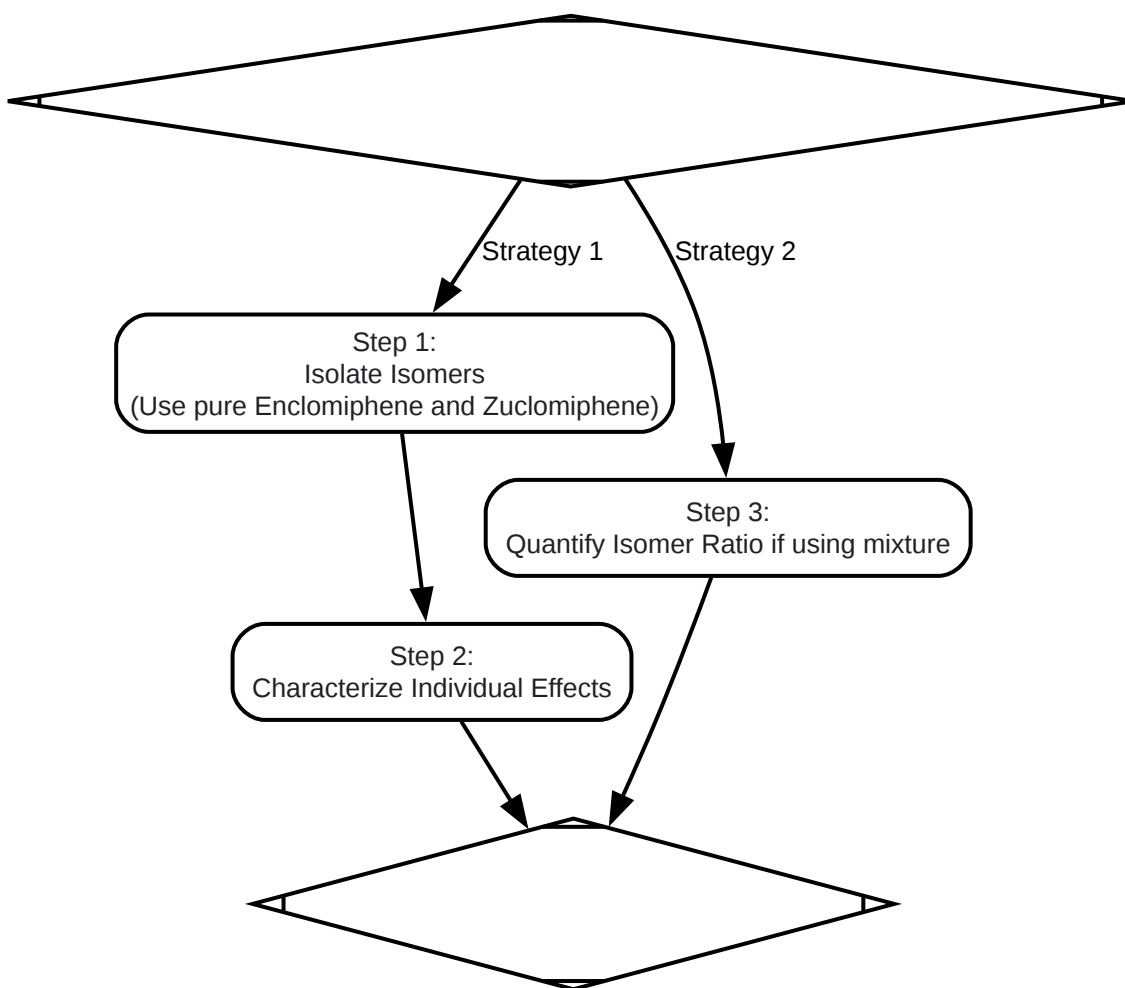 Strategy 1
Strategy 2
Step 1:
Isolate Isomers
(Use pure Enclomiphene and Zuclomiphene)
Step 3:
Quantify Isomer Ratio if using mixture
Step 2:
Characterize Individual Effects